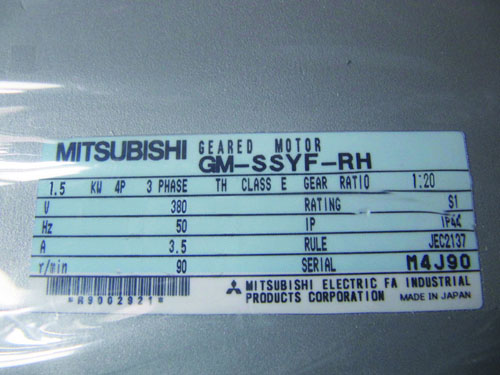 MITSUBISHI GEARED MOTOR
GM-SSYF-RH
1.5 KW 4P 3 PHASE TH CLASS E GEAR RATIO 1:20
V 380 RATING S1
Hz 50 IP IP44
A 3.5 RULE JEC2137
r/min 90 SERIAL M4J90
*R9002821*
MITSUBISHI ELECTRIC FA INDUSTRIAL
PRODUCTS CORPORATION MADE IN JAPAN